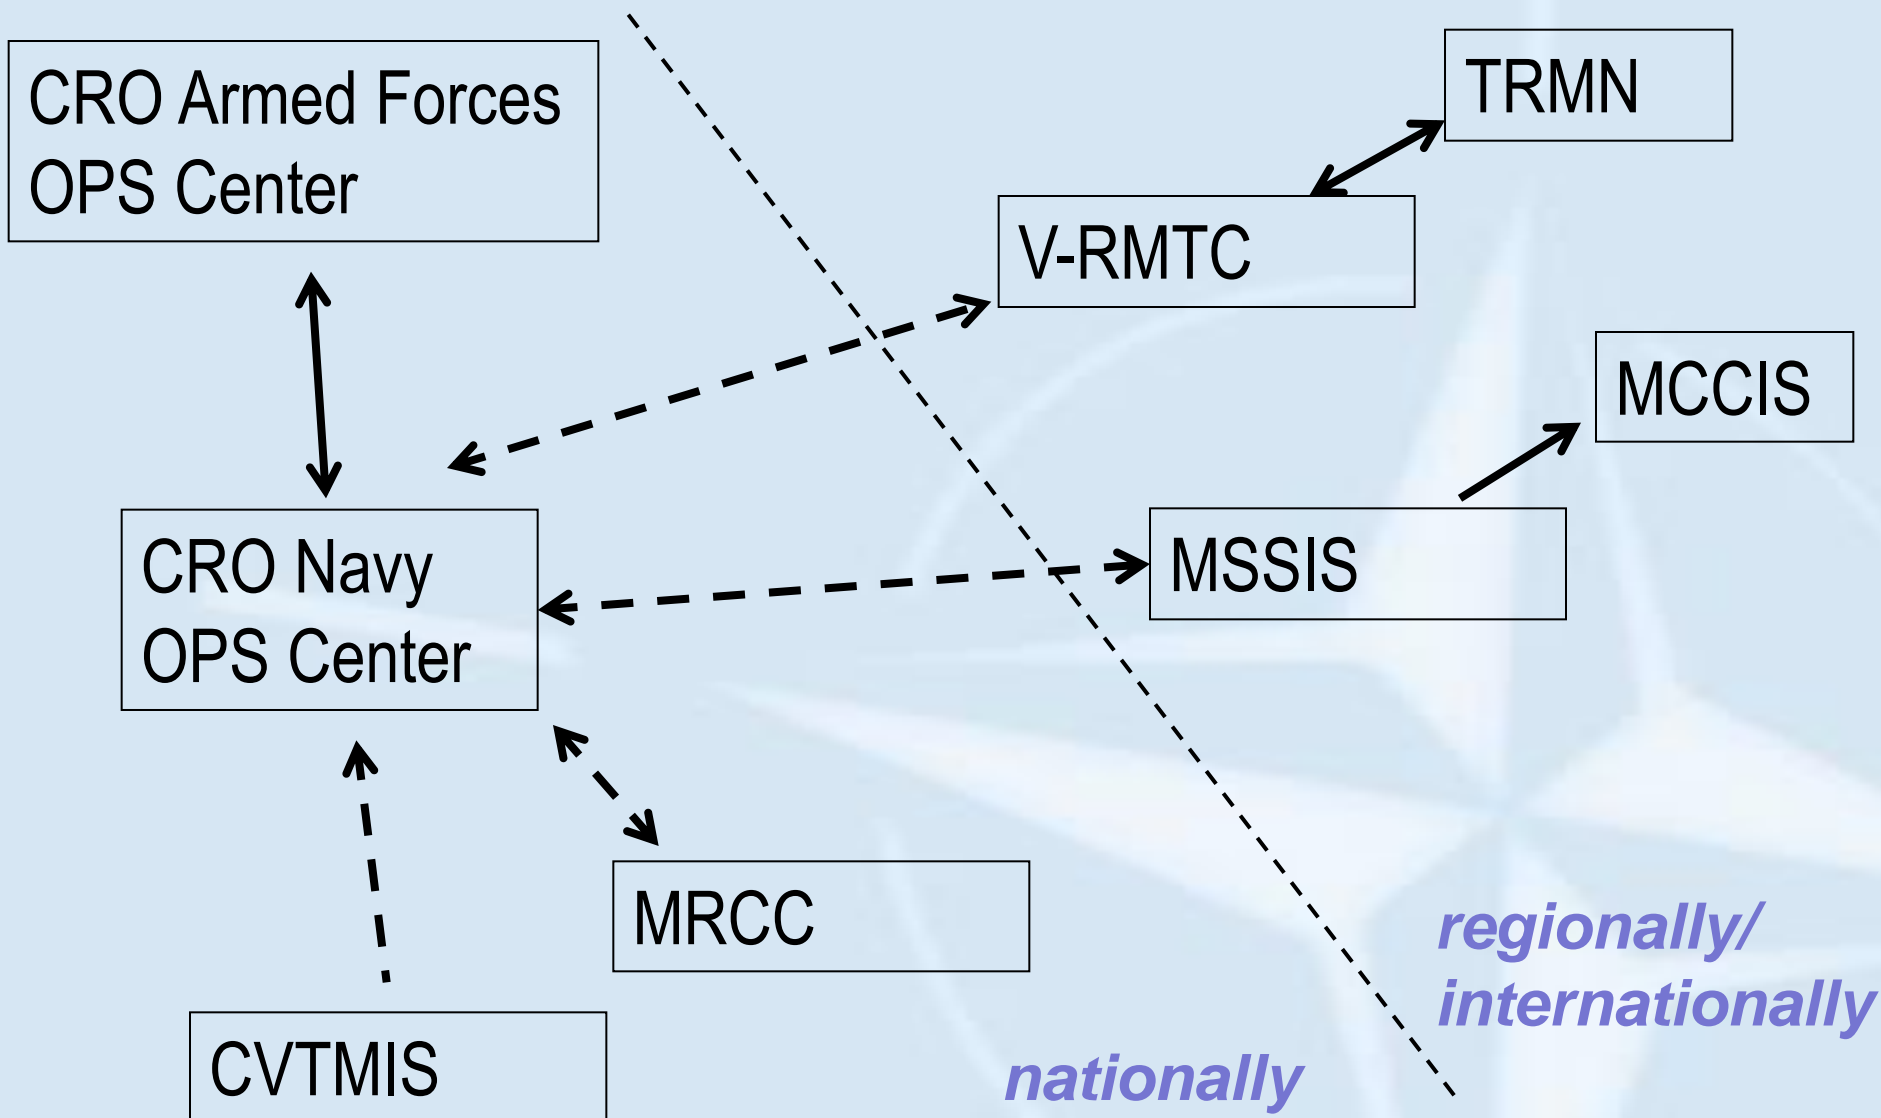 CRO Armed Forces
OPS Center
TRMN
V-RMTC
MCCIS
CRO Navy
OPS Center
MSSIS
MRCC
regionally/
internationally
CVTMIS
nationally